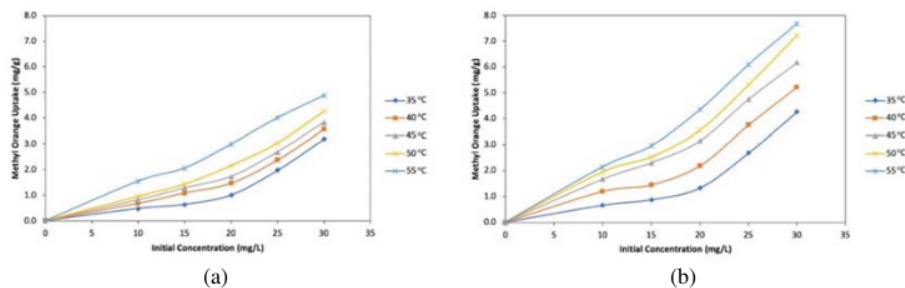 8.0
7.0
6.0
5.0
4.0
3.0
2.0
1.0
0.0
Methyl Orange Uptake (mg/g)
0 5 10 15 20 25 30 35
Initial Concentration (mg/L)
35 °C
40 °C
45 °C
50 °C
55 °C
(a)
8.0
7.0
6.0
5.0
4.0
3.0
2.0
1.0
0.0
Methyl Orange Uptake (mg/g)
0 5 10 15 20 25 30 35
Initial Concentration (mg/L)
35 °C
40 °C
45 °C
50 °C
55 °C
(b)